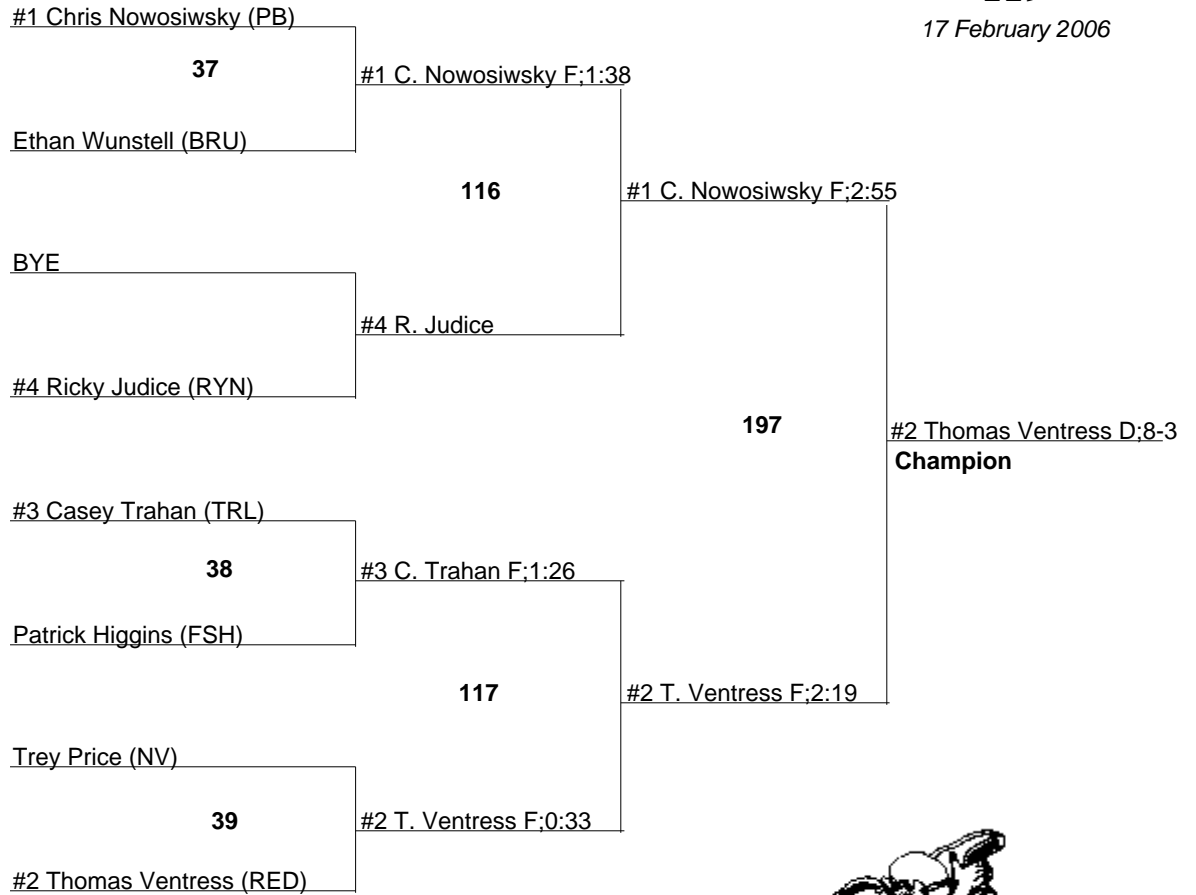 #1 Chris Nowosiwsky (PB)
17 February 2006
37
#1 C. Nowosiwsky F;1:38
Ethan Wunstell (BRU)
116
#1 C. Nowosiwsky F;2:55
BYE
#4 R. Judice
#4 Ricky Judice (RYN)
197
#2 Thomas Ventress D;8-3
Champion
#3 Casey Trahan (TRL)
38
#3 C. Trahan F;1:26
Patrick Higgins (FSH)
117
#2 T. Ventress F;2:19
Trey Price (NV)
39
#2 T. Ventress F;0:33
#2 Thomas Ventress (RED)